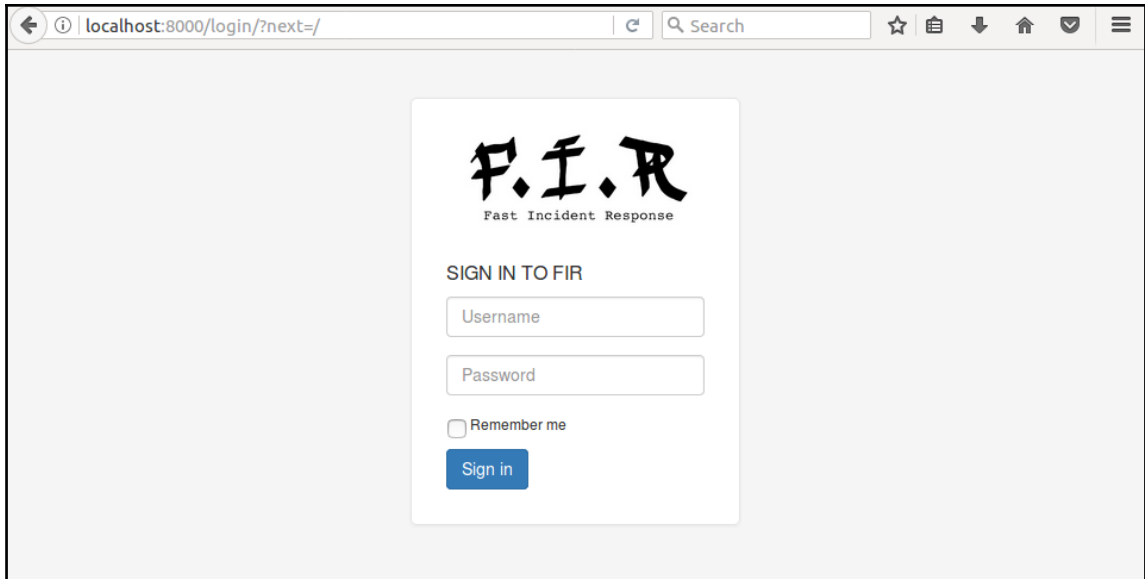 localhost:8000/login/?next=/
Search
F.I.R
Fast Incident Response
SIGN IN TO FIR
Username
Password
Remember me
Sign in